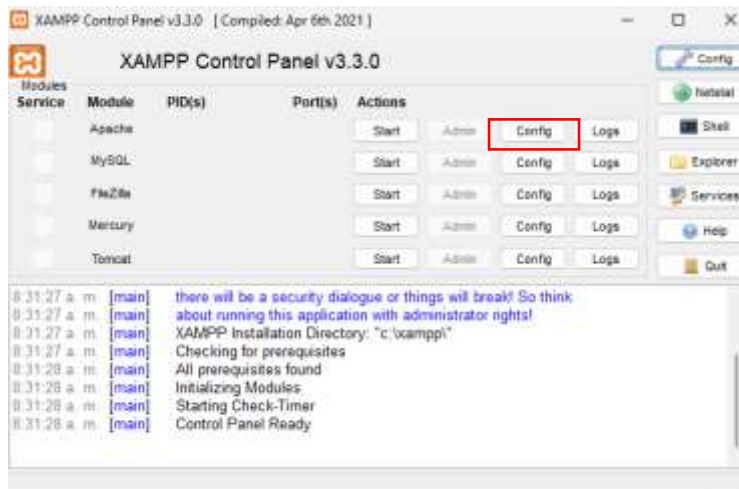 XAMPP Control Panel v3.3.0 [ Compiled: Apr 6th 2021 ]
XAMPP Control Panel v3.3.0
Config
Modules
Service Module PID(s) Port(s) Actions
Netstat
Apache Start Admin Config Logs
Shell
MySQL Start Admin Config Logs
Explorer
FileZilla Start Admin Config Logs
Services
Mercury Start Admin Config Logs
Help
Tomcat Start Admin Config Logs
Quit
8:31:27 a. m. [main] there will be a security dialogue or things will break! So think
8:31:27 a. m. [main] about running this application with administrator rights!
8:31:27 a. m. [main] XAMPP Installation Directory: "c:\xampp\"
8:31:27 a. m. [main] Checking for prerequisites
8:31:28 a. m. [main] All prerequisites found
8:31:28 a. m. [main] Initializing Modules
8:31:28 a. m. [main] Starting Check-Timer
8:31:28 a. m. [main] Control Panel Ready